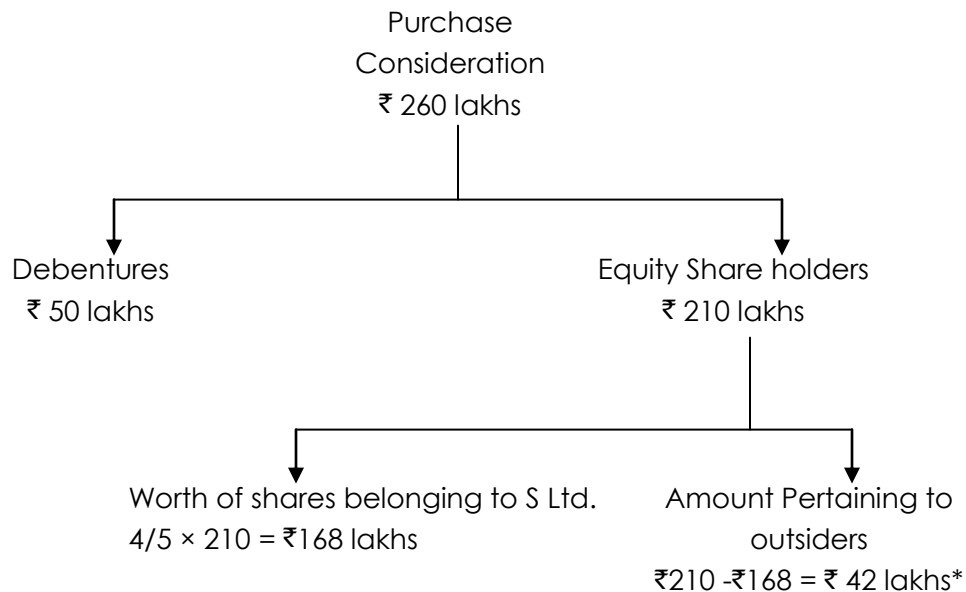 Purchase
Consideration
₹ 260 lakhs
Debentures
₹ 50 lakhs
Equity Share holders
₹ 210 lakhs
Worth of shares belonging to S Ltd.
4/5 × 210 = ₹168 lakhs
Amount Pertaining to
outsiders
₹210 -₹168 = ₹ 42 lakhs*